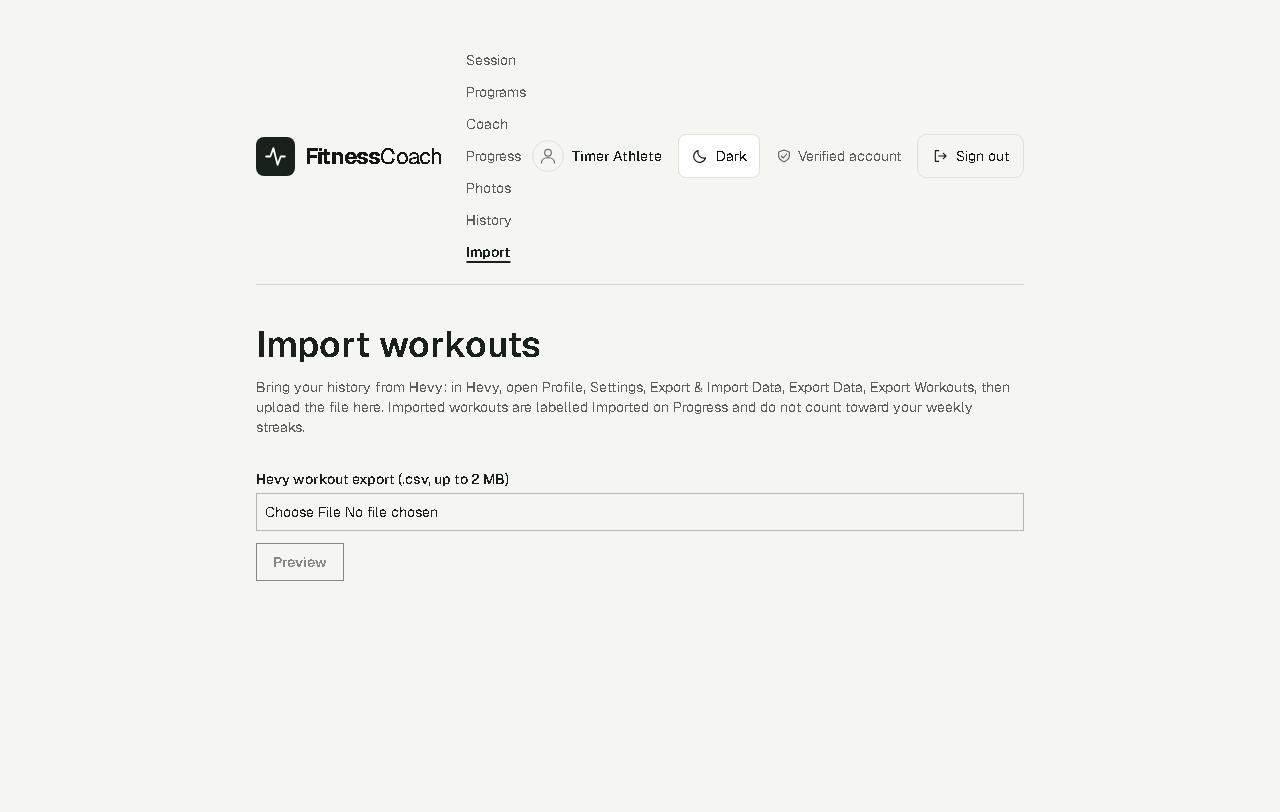 FitnessCoach
Session
Programs
Coach
Progress
Photos
History
Import
Timer Athlete
Dark
Verified account
Sign out
Import workouts
Bring your history from Hevy: in Hevy, open Profile, Settings, Export & Import Data, Export Data, Export Workouts, then
upload the file here. Imported workouts are labelled Imported on Progress and do not count toward your weekly
streaks.
Hevy workout export (.csv, up to 2 MB)
Choose File No file chosen
Preview